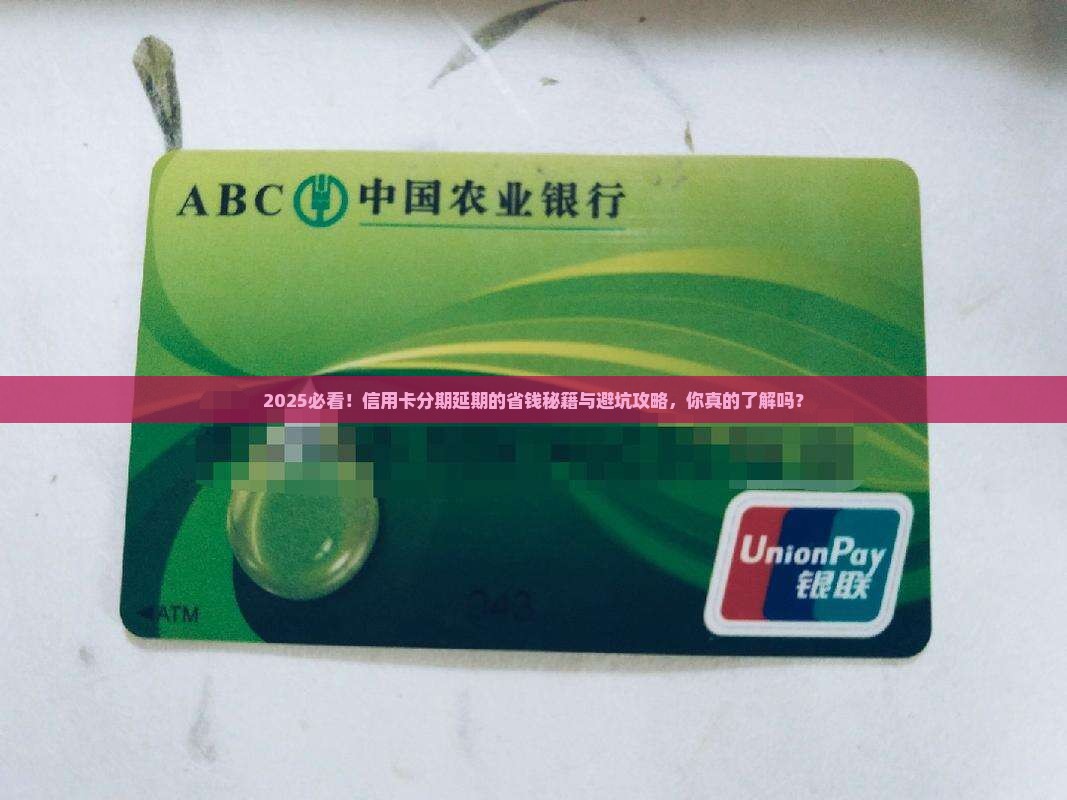 ABC 中国农业银行
2025必看！信用卡分期延期的省钱秘籍与避坑攻略，你真的了解吗？
UnionPay
银联
◀ATM